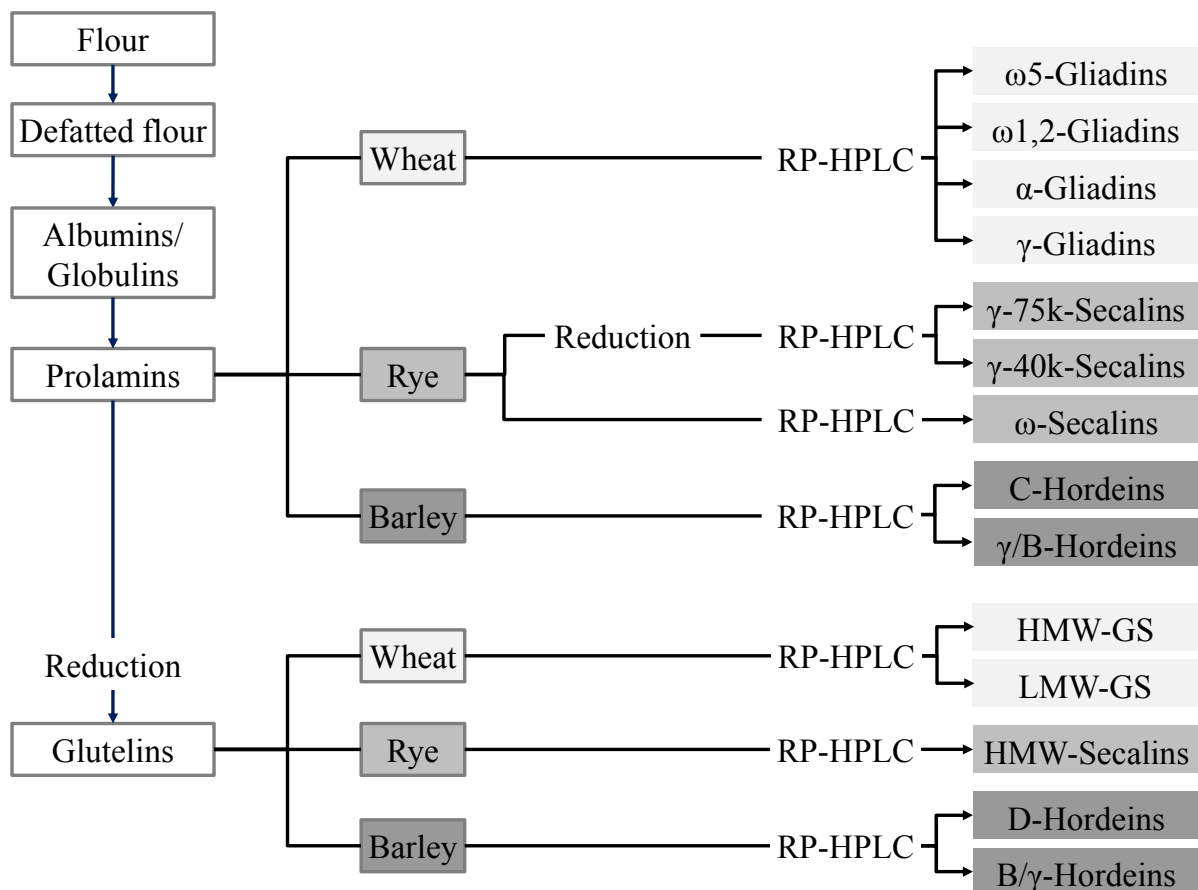 Flour
Defatted flour
Albumins/
Globulins
Prolamins
Reduction
Glutelins
Wheat
RP-HPLC
ω5-Gliadins
ω1,2-Gliadins
α-Gliadins
γ-Gliadins
Rye
Reduction
RP-HPLC
γ-75k-Secalins
γ-40k-Secalins
RP-HPLC
ω-Secalins
Barley
RP-HPLC
C-Hordeins
γ/B-Hordeins
Wheat
RP-HPLC
HMW-GS
LMW-GS
Rye
RP-HPLC
HMW-Secalins
Barley
RP-HPLC
D-Hordeins
B/γ-Hordeins